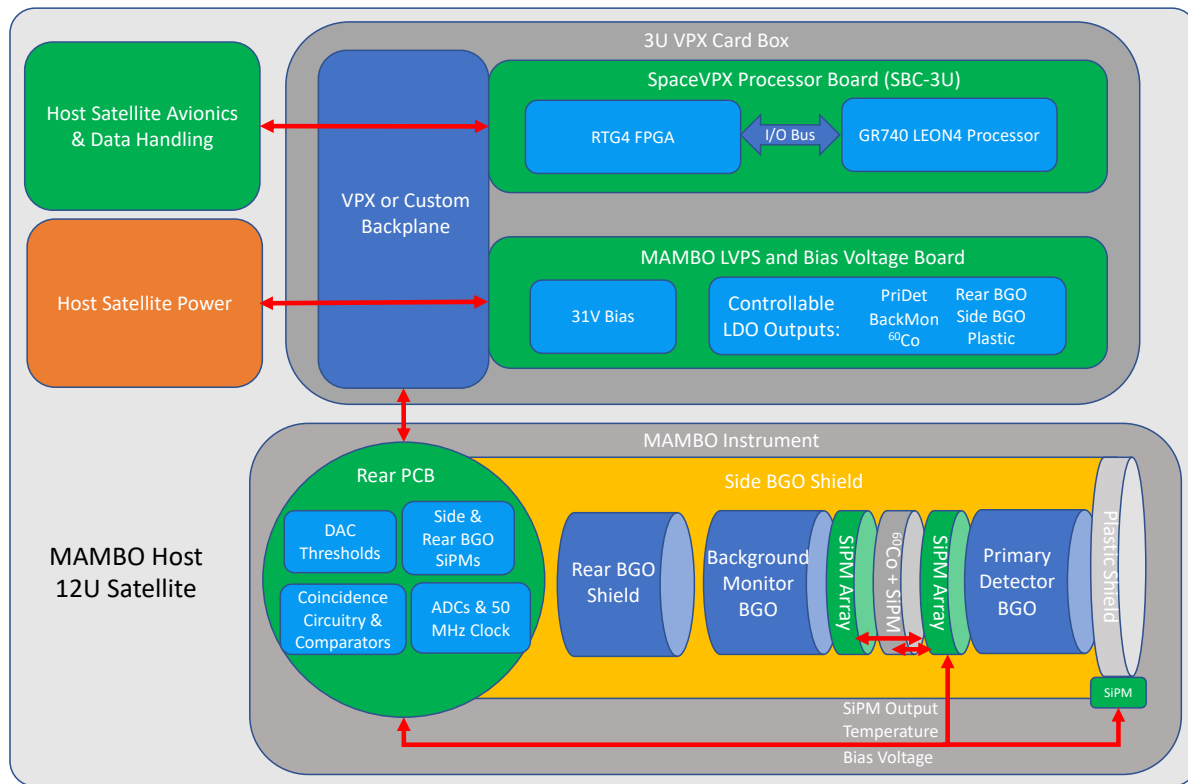 3U VPX Card Box
Host Satellite Avionics
& Data Handling
SpaceVPX Processor Board (SBC-3U)
RTG4 FPGA
I/O Bus
GR740 LEON4 Processor
VPX or Custom
Backplane
Host Satellite Power
MAMBO LVPS and Bias Voltage Board
31V Bias
Controllable
LDO Outputs:
PriDet
BackMon
⁶⁰Co
Rear BGO
Side BGO
Plastic
MAMBO Instrument
Rear PCB
DAC
Thresholds
Side &
Rear BGO
SiPMs
Coincidence
Circuitry &
Comparators
ADCs & 50
MHz Clock
Side BGO Shield
Rear BGO
Shield
Background
Monitor
BGO
SiPM Array
⁶⁰Co + SiPM
SiPM Array
Primary
Detector
BGO
Plastic Shield
SiPM
SiPM Output
Temperature
Bias Voltage
MAMBO Host
12U Satellite